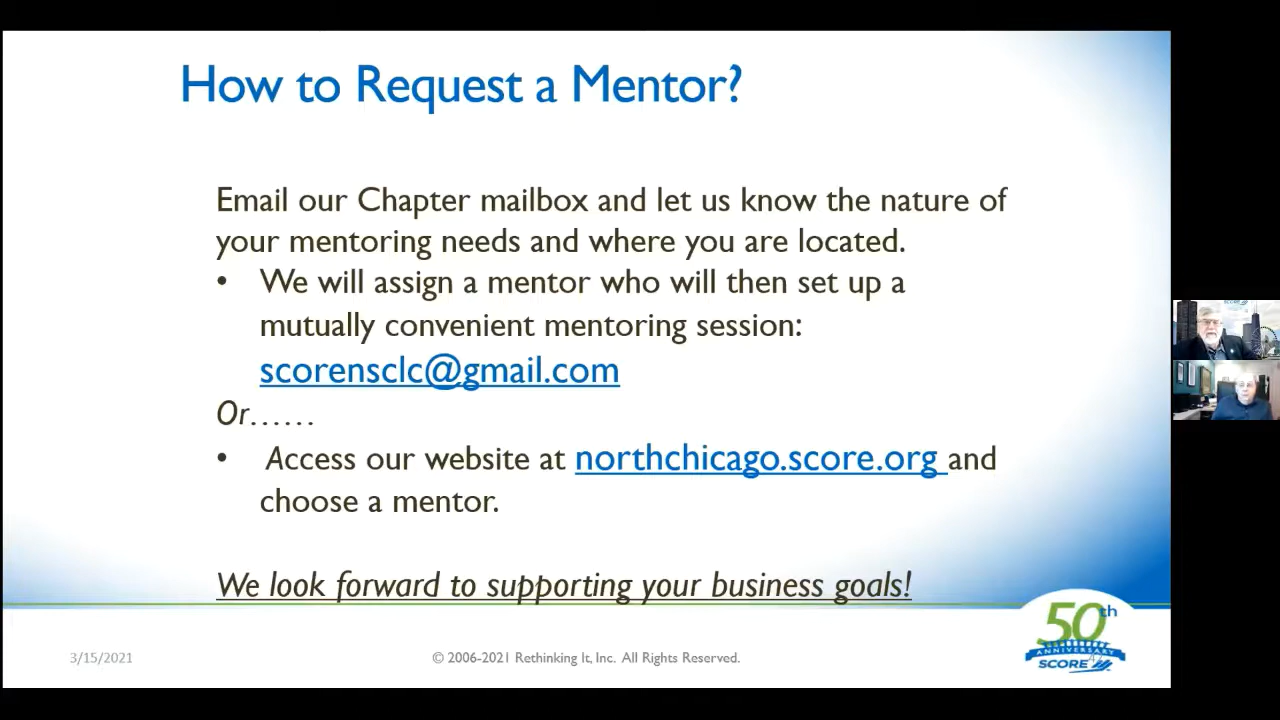 How to Request a Mentor?
Email our Chapter mailbox and let us know the nature of
your mentoring needs and where you are located.
• We will assign a mentor who will then set up a
mutually convenient mentoring session:
scorensclc@gmail.com
Or……
• Access our website at northchicago.score.org and
choose a mentor.
We look forward to supporting your business goals!
3/15/2021
© 2006-2021 Rethinking It, Inc. All Rights Reserved.
50th
ANNIVERSARY
SCORE